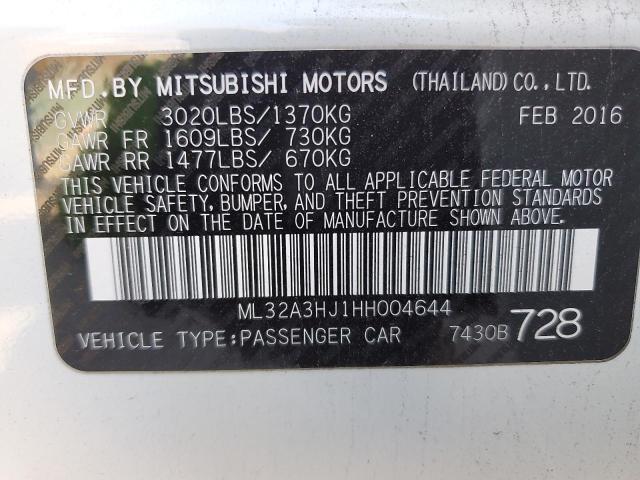 MFD. BY MITSUBISHI MOTORS (THAILAND) CO., LTD.
GVWR 3020LBS/1370KG FEB 2016
GAWR FR 1609LBS/ 730KG
GAWR RR 1477LBS/ 670KG
THIS VEHICLE CONFORMS TO ALL APPLICABLE FEDERAL MOTOR
VEHICLE SAFETY, BUMPER, AND THEFT PREVENTION STANDARDS
IN EFFECT ON THE DATE OF MANUFACTURE SHOWN ABOVE.
ML32A3HJ1HH004644
VEHICLE TYPE:PASSENGER CAR 7430B 728